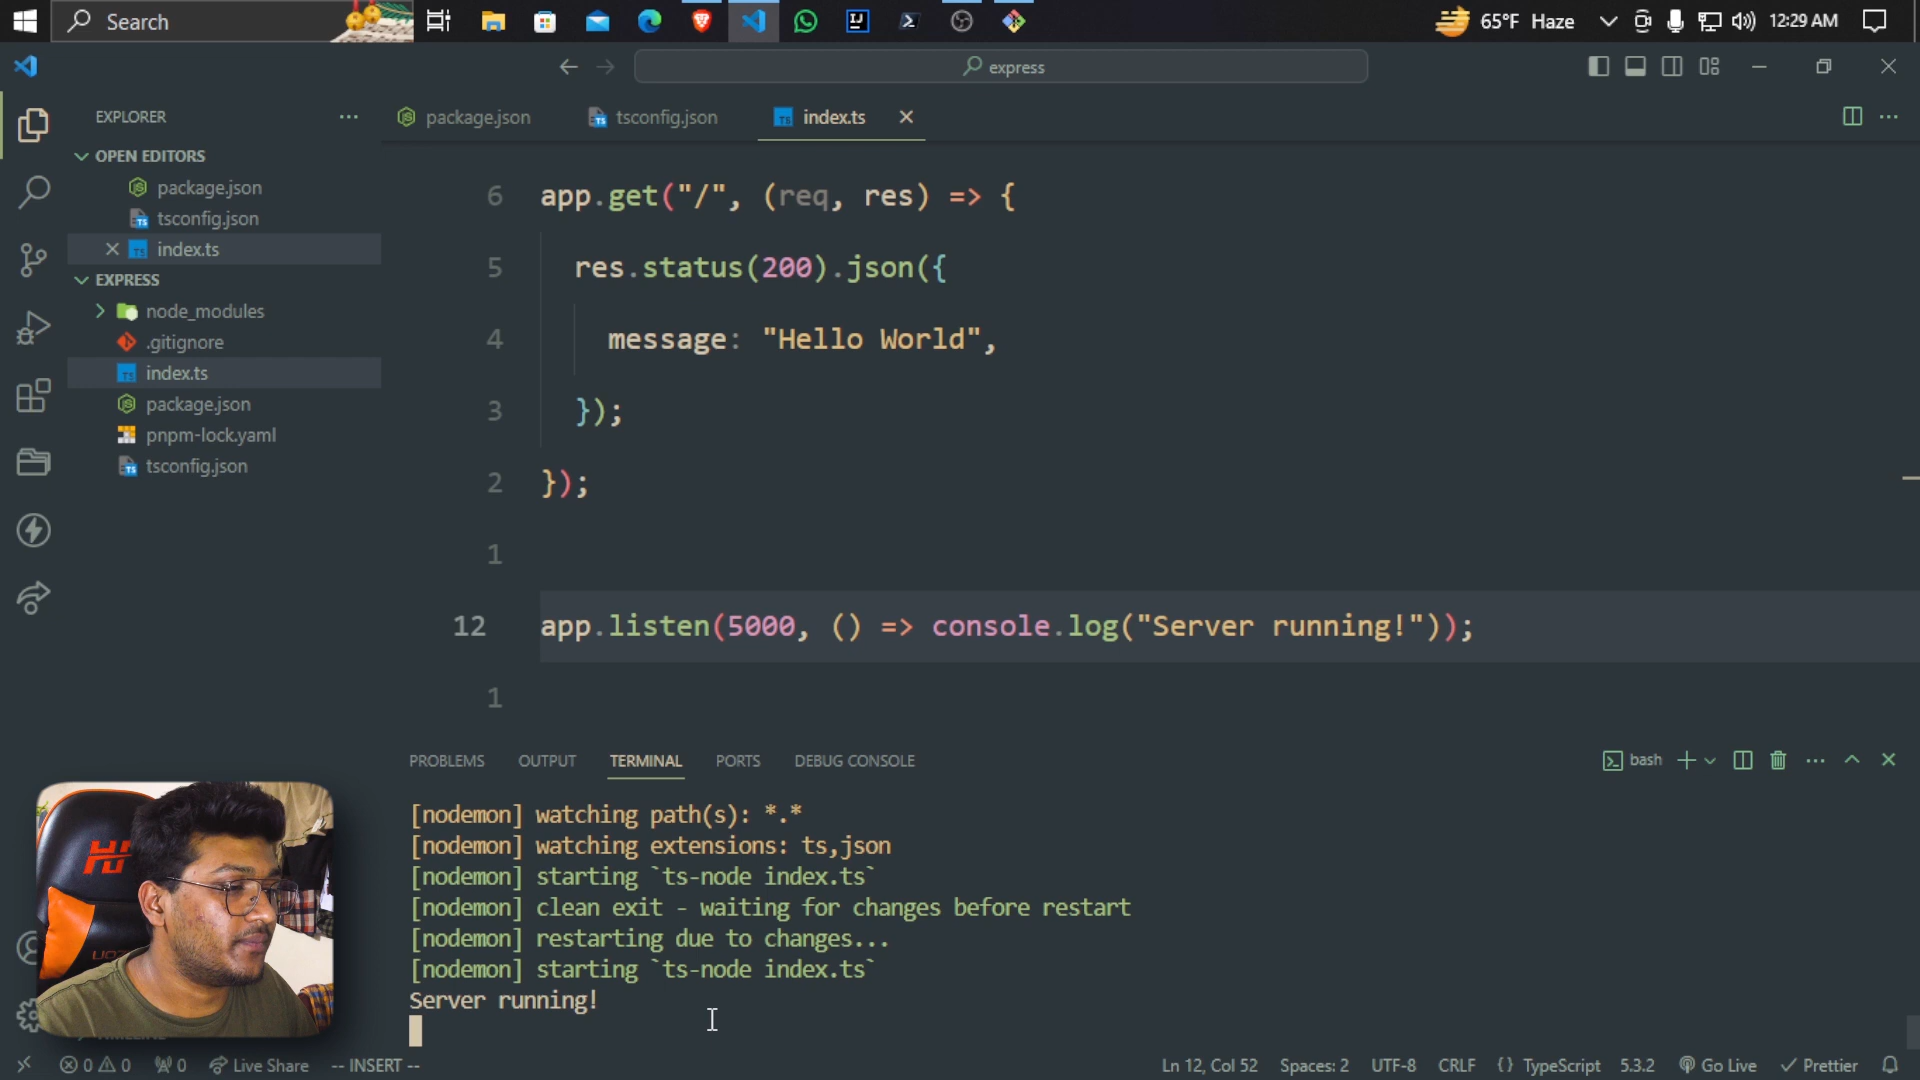 Search
65°F Haze
12:29 AM
express
EXPLORER
package.json
tsconfig.json
index.ts
OPEN EDITORS
package.json
tsconfig.json
index.ts
EXPRESS
node_modules
.gitignore
index.ts
package.json
pnpm-lock.yaml
tsconfig.json
6 app.get("/", (req, res) => {
5 res.status(200).json({
4 message: "Hello World",
3 });
2 });
1
12 app.listen(5000, () => console.log("Server running!"));
1
PROBLEMS OUTPUT TERMINAL PORTS DEBUG CONSOLE
bash
[nodemon] watching path(s): *.*
[nodemon] watching extensions: ts,json
[nodemon] starting `ts-node index.ts`
[nodemon] clean exit - waiting for changes before restart
[nodemon] restarting due to changes...
[nodemon] starting `ts-node index.ts`
Server running!
0 0 0 Live Share -- INSERT -- Ln 12, Col 52 Spaces: 2 UTF-8 CRLF {} TypeScript 5.3.2 Go Live Prettier